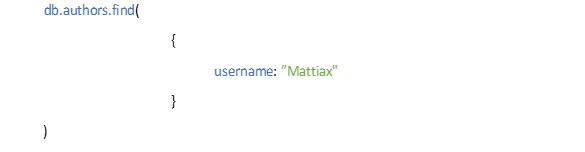 db.authors.find(
{
username: "Mattiax"
}
)